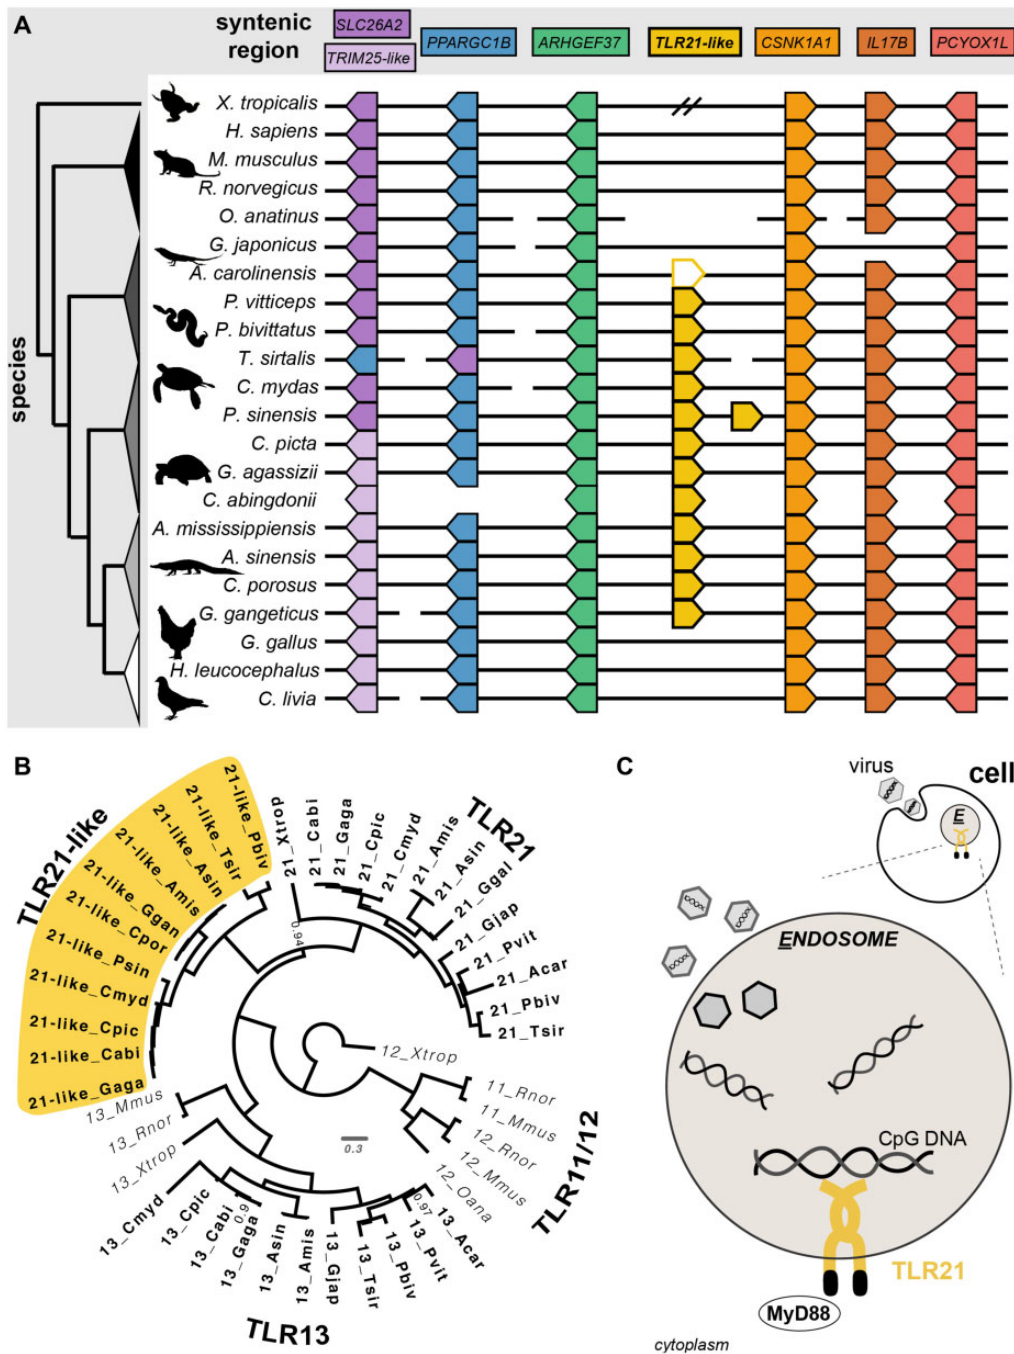 A
syntenic
region
SLC26A2
TRIM25-like
PPARGC1B
ARHGEF37
TLR21-like
CSNK1A1
IL17B
PCYOX1L
species
X. tropicalis
H. sapiens
M. musculus
R. norvegicus
O. anatinus
G. japonicus
A. carolinensis
P. vitticeps
P. bivittatus
T. sirtalis
C. mydas
P. sinensis
C. picta
G. agassizii
C. abingdonii
A. mississippiensis
A. sinensis
C. porosus
G. gangeticus
G. gallus
H. leucocephalus
C. livia
B
TLR21-like
21-like_Pbiv
21-like_Tsir
21-like_Asin
21-like_Amis
21-like_Ggan
21-like_Cpor
21-like_Psin
21-like_Cmyd
21-like_Cpic
21-like_Cabi
21-like_Gaga
TLR21
21_Xtrop
21_Cabi
21_Gaga
21_Cpic
21_Cmyd
21_Amis
21_Asin
21_Ggal
21_Gjap
21_Pvit
21_Acar
21_Pbiv
21_Tsir
0.94
12_Xtrop
11_Rnor
11_Mmus
12_Rnor
12_Mmus
12_Oana
TLR11/12
0.3
13_Mmus
13_Rnor
13_Xtrop
13_Cmyd
13_Cpic
13_Cabi
13_Gaga
0.9
13_Asin
13_Amis
13_Gjap
13_Tsir
13_Pbiv
13_Pvit
13_Acar
0.97
TLR13
C
virus
cell
E
ENDOSOME
CpG DNA
TLR21
MyD88
cytoplasm